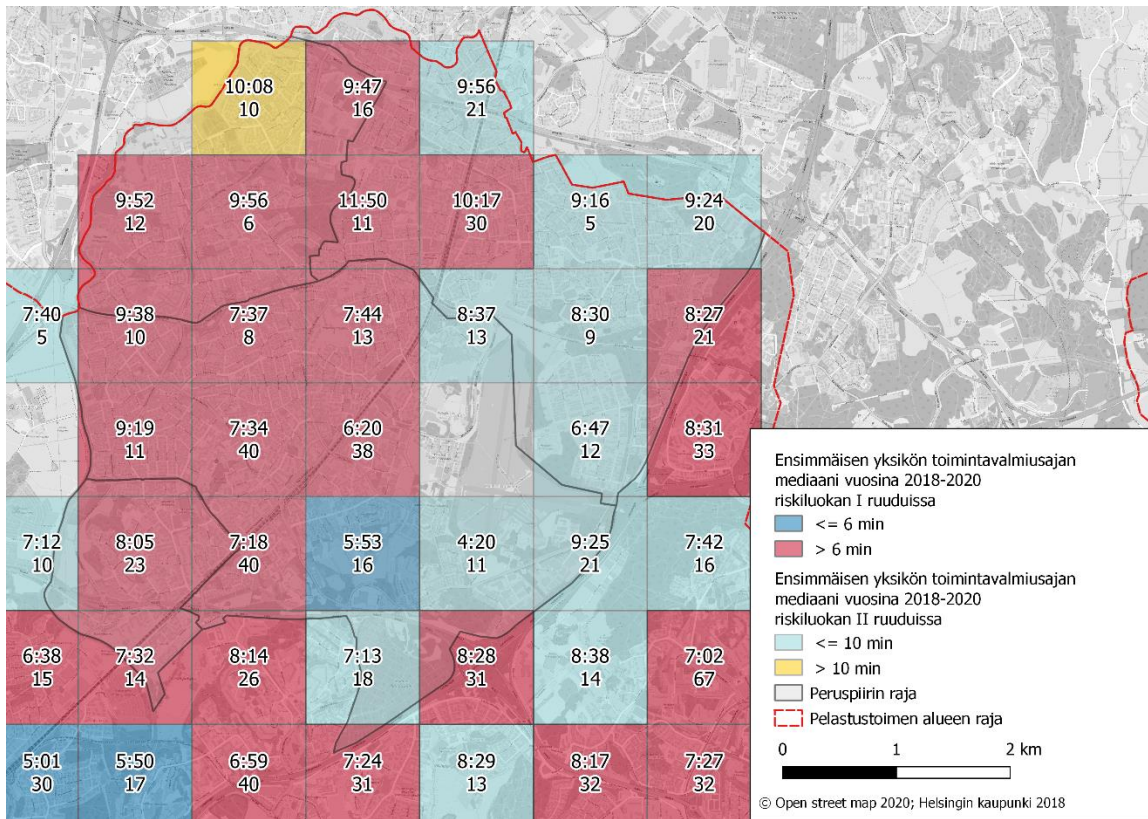 10:08 9:47 9:56
10 16 21
9:52 9:56 11:50 10:17 9:16 9:24
12 6 11 30 5 20
7:40 9:38 7:37 7:44 8:37 8:30 8:27
5 10 8 13 13 9 21
9:19 7:34 6:20 6:47 8:31
11 40 38 12 33
7:12 8:05 7:18 5:53 4:20 9:25 7:42
10 23 40 16 11 21 16
6:38 7:32 8:14 7:13 8:28 8:38 7:02
15 14 26 18 31 14 67
5:01 5:50 6:59 7:24 8:29 8:17 7:27
30 17 40 31 13 32 32
Ensimmäisen yksikön toimintavalmiusajan
mediaani vuosina 2018-2020
riskiluokan I ruuduissa
<= 6 min
> 6 min
Ensimmäisen yksikön toimintavalmiusajan
mediaani vuosina 2018-2020
riskiluokan II ruuduissa
<= 10 min
> 10 min
Peruspiirin raja
Pelastustoimen alueen raja
0 1 2 km
© Open street map 2020; Helsingin kaupunki 2018